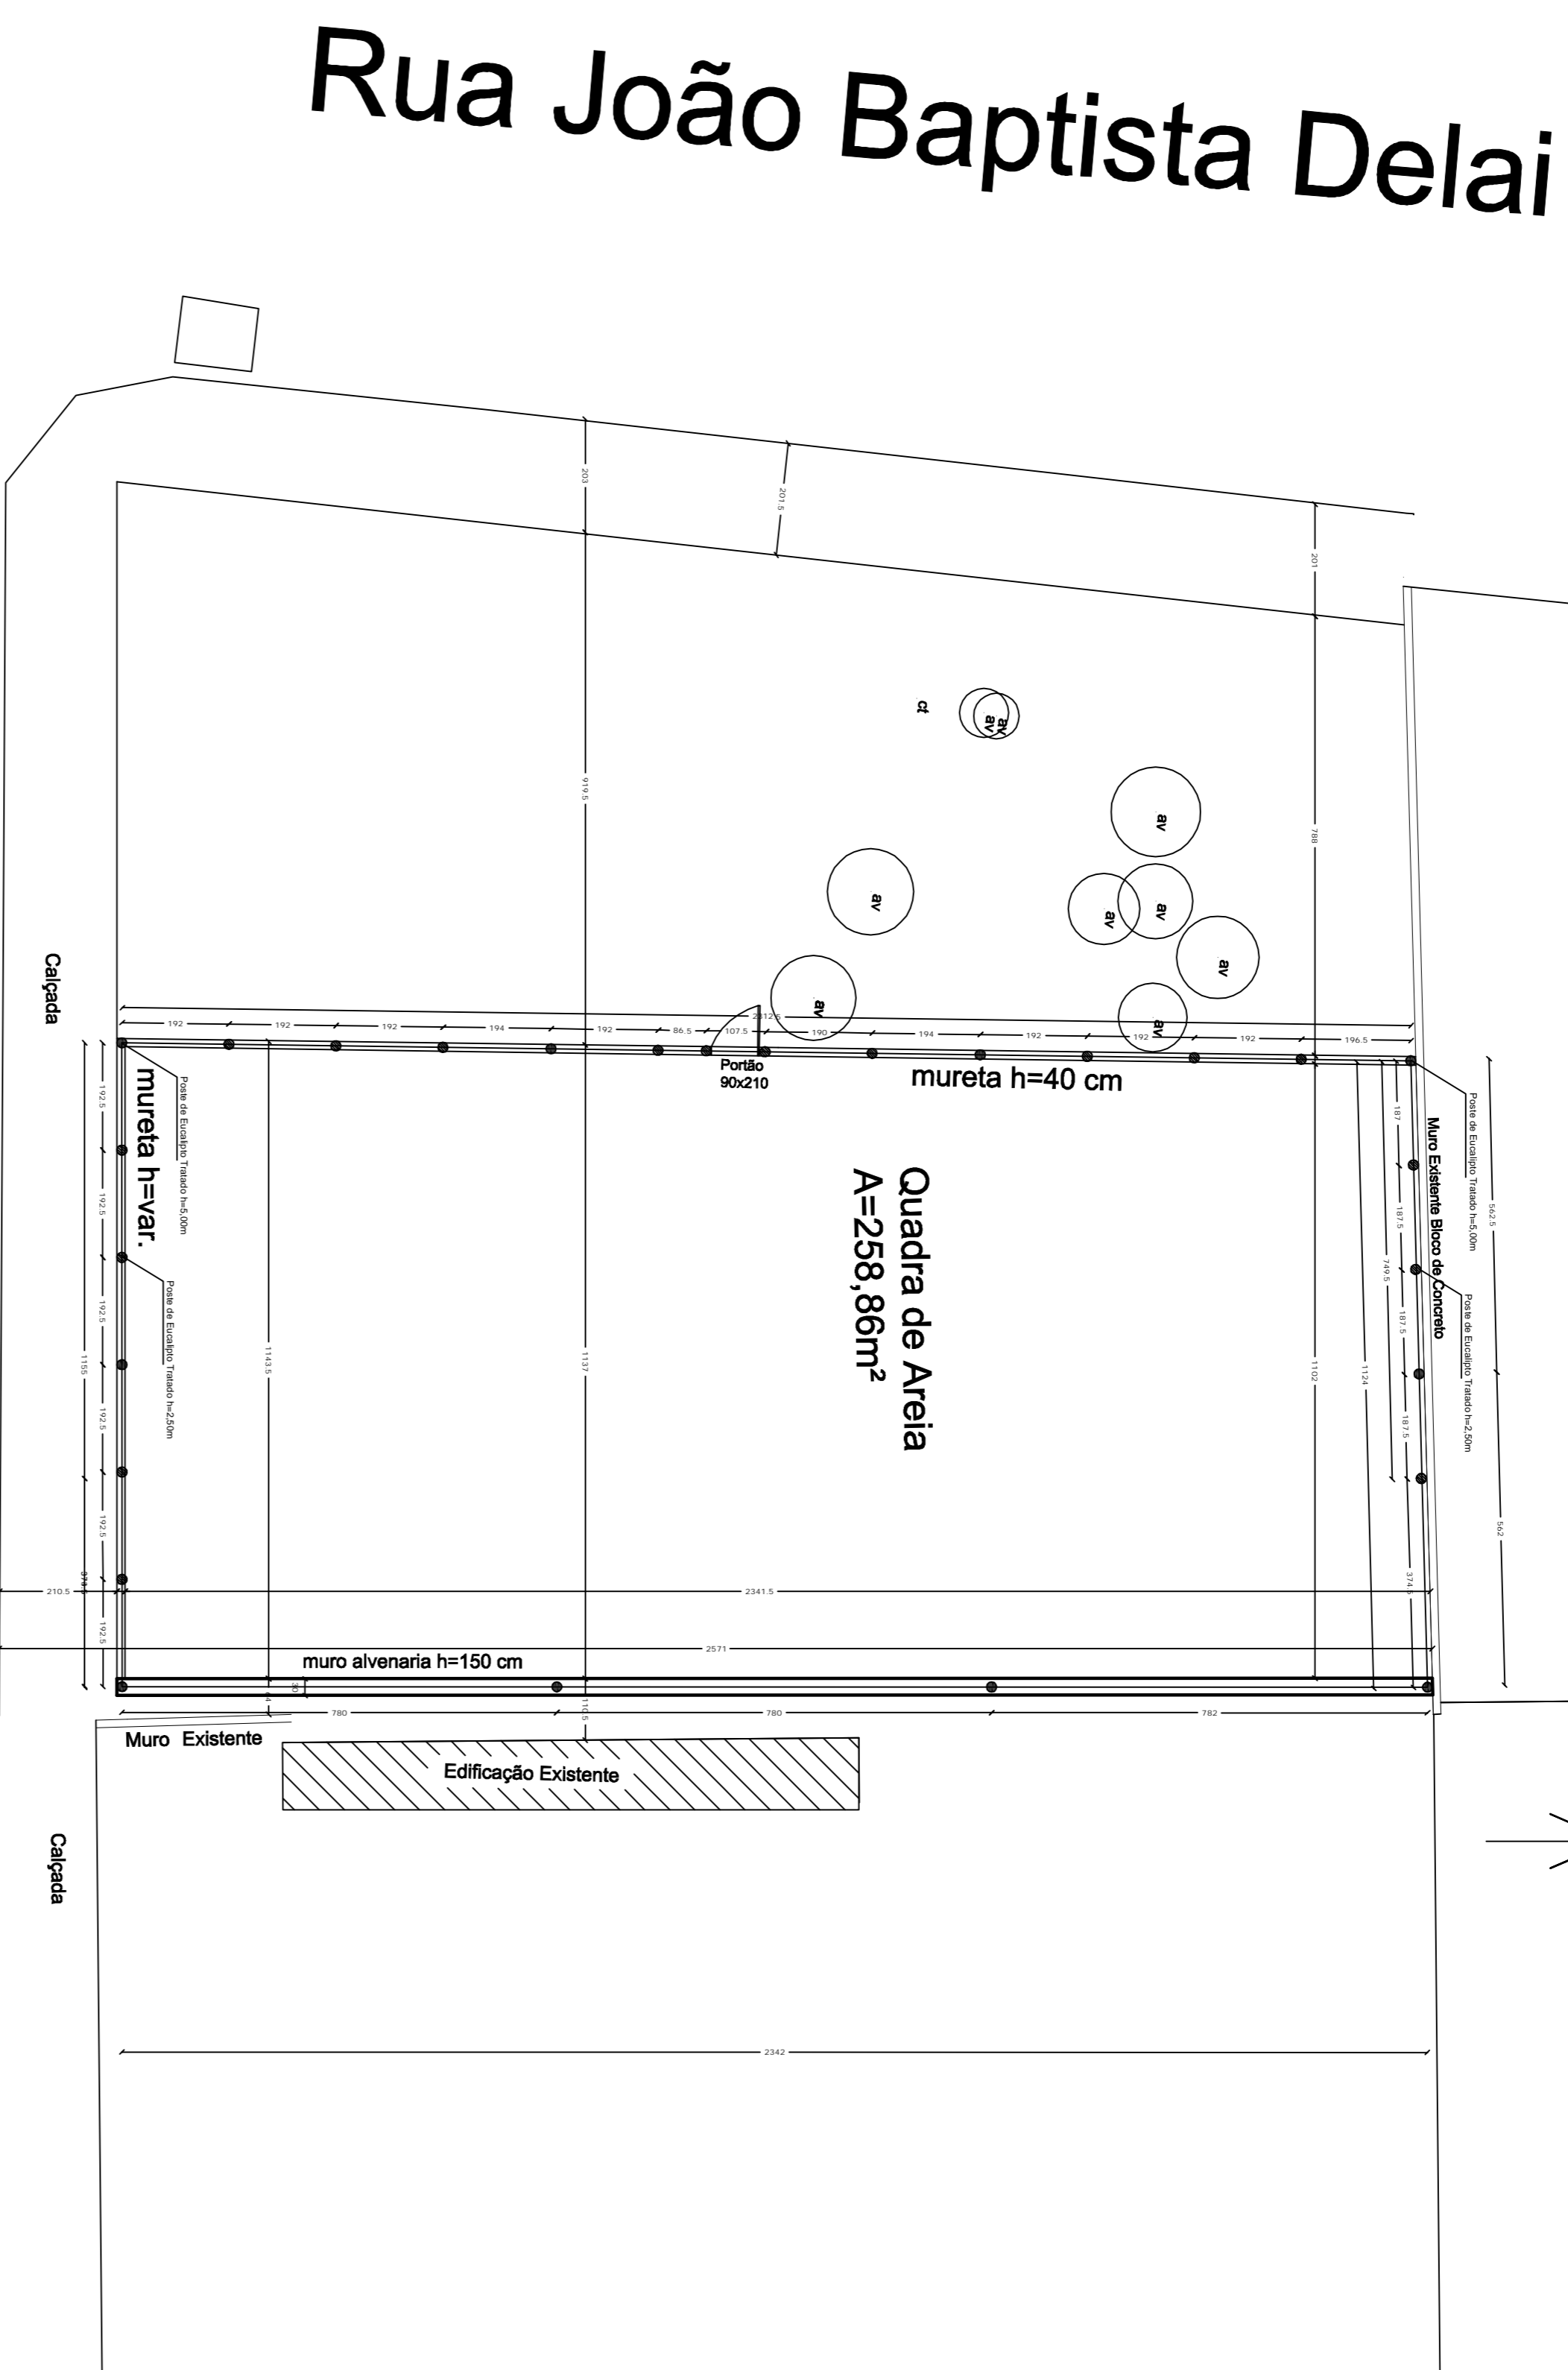 Rua João Baptista Delai
203
201.5
201
919.5
788
ct
av
av
av
av
av
av
av
av
av
Calçada
2312.5
192
192
192
194
192
86.5
107.5
190
194
192
192
192
196.5
Portão
90x210
mureta h=40 cm
mureta h=var.
Poste de Eucalipto Tratado h=5,00m
Poste de Eucalipto Tratado h=2,50m
192.5
192.5
192.5
192.5
192.5
192.5
1155
1143.5
1137
1102
1124
749.5
187
187.5
187.5
187.5
374.5
Quadra de Areia
A=258,86m²
Muro Existente Bloco de Concreto
Poste de Eucalipto Tratado h=5,00m
Poste de Eucalipto Tratado h=2,50m
562.5
562
210.5
2341.5
2571
muro alvenaria h=150 cm
30
780
110.5
780
782
Muro Existente
Edificação Existente
Calçada
2342